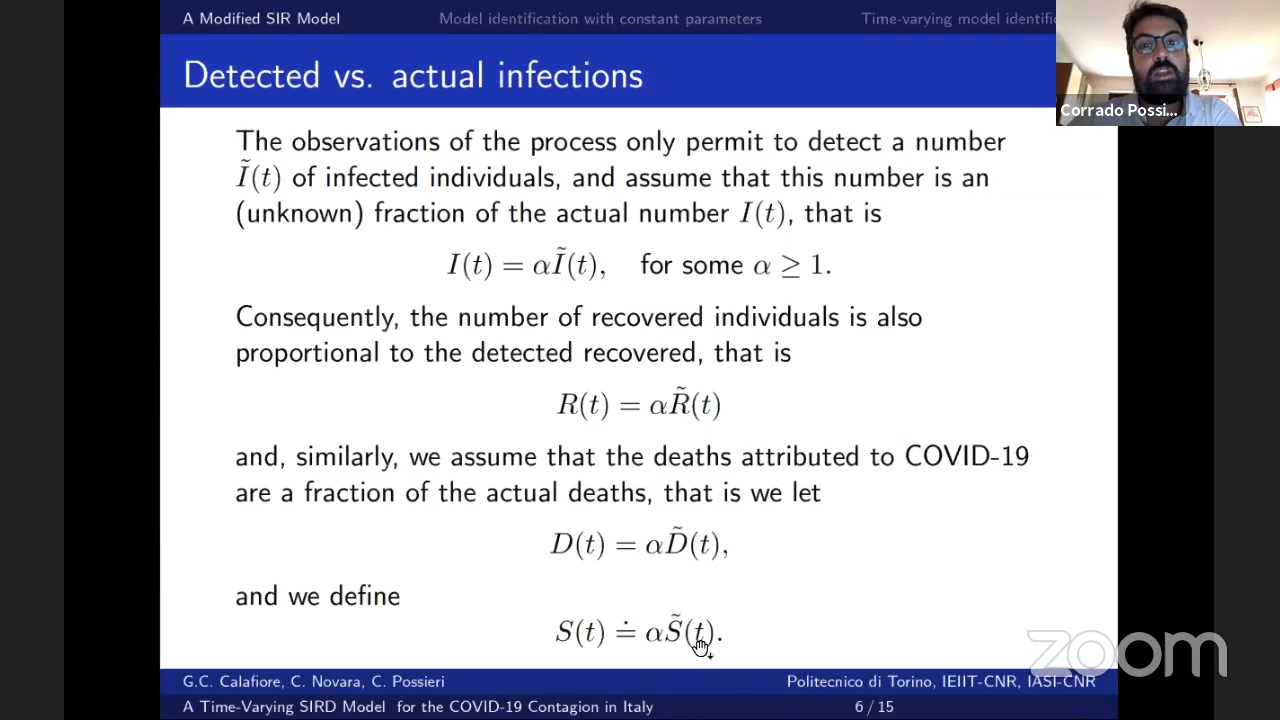 A Modified SIR Model Model identification with constant parameters Time-varying model identific
Detected vs. actual infections
Corrado Possi...
The observations of the process only permit to detect a number
Ĩ(t) of infected individuals, and assume that this number is an
(unknown) fraction of the actual number I(t), that is
I(t) = αĨ(t), for some α ≥ 1.
Consequently, the number of recovered individuals is also
proportional to the detected recovered, that is
R(t) = αR̃(t)
and, similarly, we assume that the deaths attributed to COVID-19
are a fraction of the actual deaths, that is we let
D(t) = αD̃(t),
and we define
S(t) ≐ αS̃(t).
zoom
G.C. Calafiore, C. Novara, C. Possieri Politecnico di Torino, IEIIT-CNR, IASI-CNR
A Time-Varying SIRD Model for the COVID-19 Contagion in Italy 6 / 15